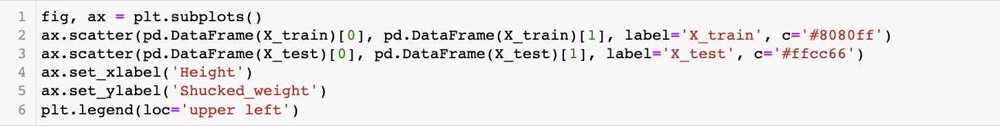 1 fig, ax = plt.subplots()
2 ax.scatter(pd.DataFrame(X_train)[0], pd.DataFrame(X_train)[1], label='X_train', c='#8080ff')
3 ax.scatter(pd.DataFrame(X_test)[0], pd.DataFrame(X_test)[1], label='X_test', c='#ffcc66')
4 ax.set_xlabel('Height')
5 ax.set_ylabel('Shucked_weight')
6 plt.legend(loc='upper left')